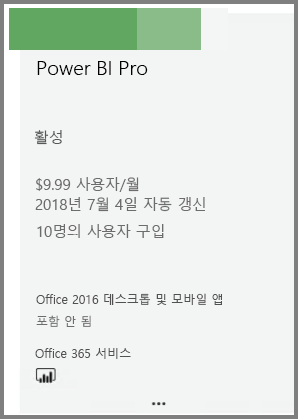 Power BI Pro
활성
$9.99 사용자/월
2018년 7월 4일 자동 갱신
10명의 사용자 구입
Office 2016 데스크톱 및 모바일 앱
포함 안 됨
Office 365 서비스